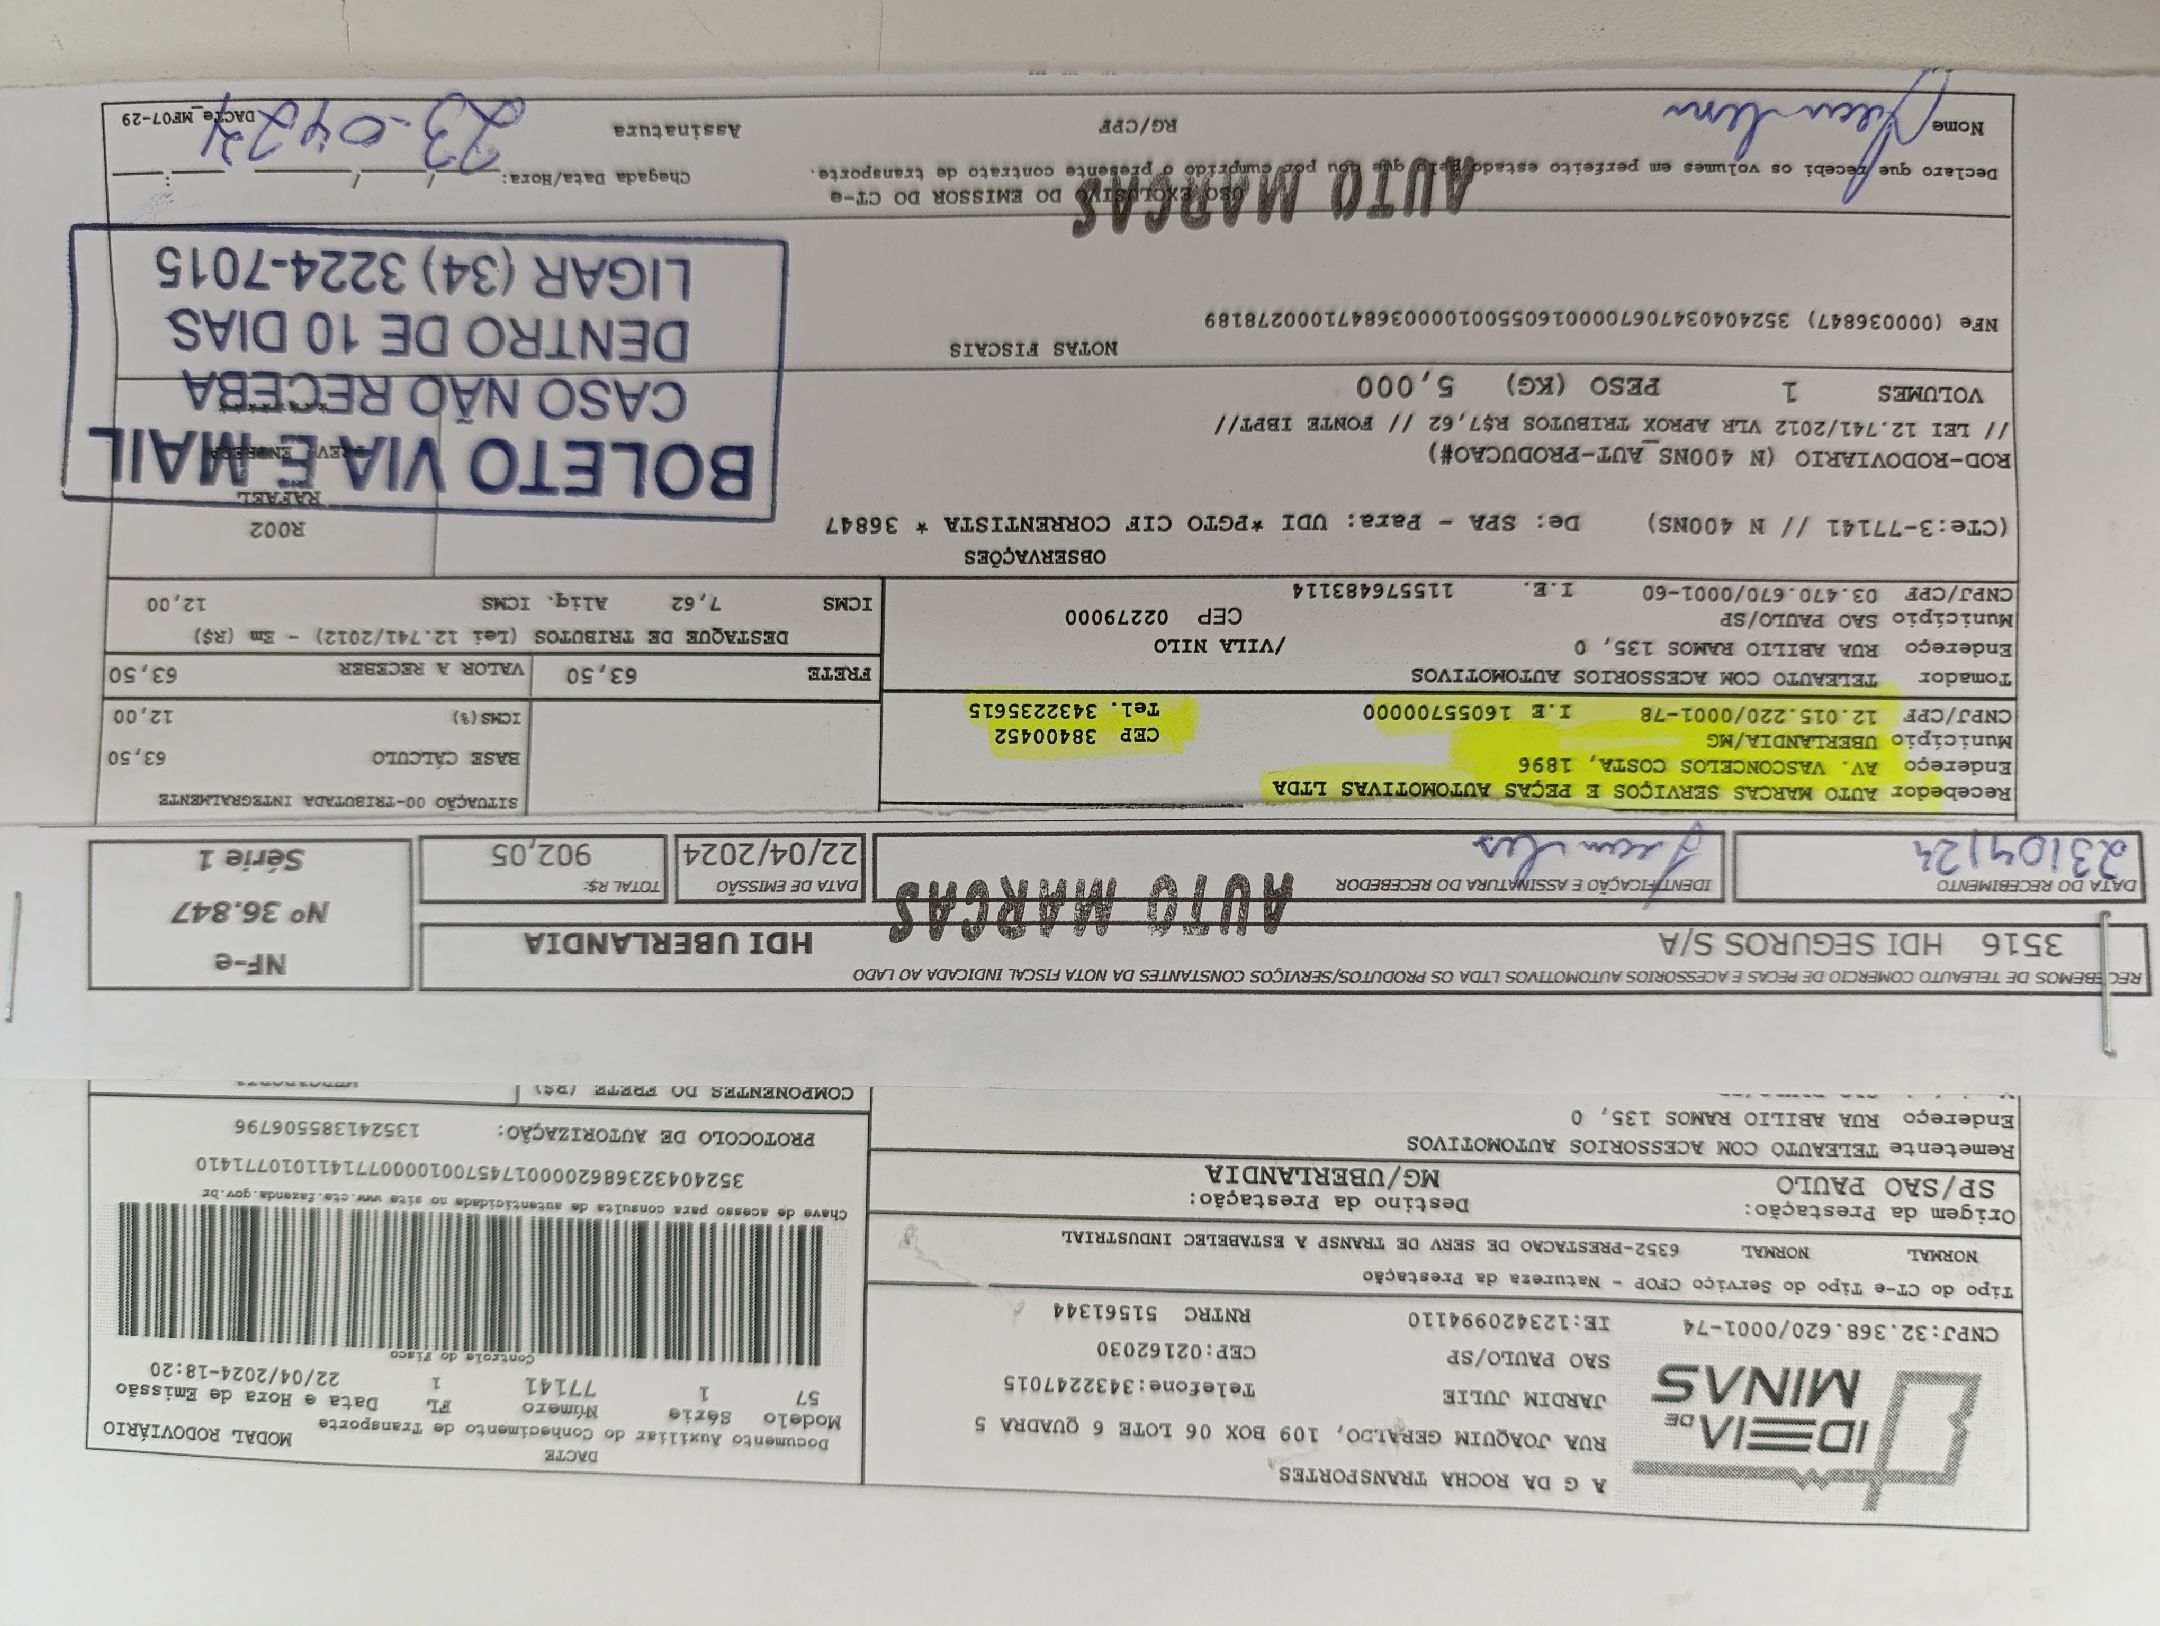 IDEIA DE MINAS
A G DA ROCHA TRANSPORTES
RUA JOAQUIM GERALDO, 109 BOX 06 LOTE 6 QUADRA 5
JARDIM JULIE Telefone:3432247015
SAO PAULO/SP CEP:02162030
CNPJ:32.368.620/0001-74 IE:123420994110 RNTRC 51561344
DACTE
Documento Auxiliar do Conhecimento de Transporte MODAL RODOVIÁRIO
Modelo Série Número FL Data e Hora de Emissão
57 1 77141 1 22/04/2024-18:20
Controle do Fisco
Tipo do CT-e Tipo do Serviço CFOP - Natureza da Prestação
NORMAL NORMAL 6352-PRESTACAO DE SERV DE TRANSP A ESTABELEC INDUSTRIAL
Chave de acesso para consulta de autenticidade no site www.cte.fazenda.gov.br
35240432368620000174570010000771411010771410
Origem da Prestação: Destino da Prestação:
SP/SAO PAULO MG/UBERLANDIA
PROTOCOLO DE AUTORIZAÇÃO: 135241385506796
Remetente TELEAUTO COM ACESSORIOS AUTOMOTIVOS
Endereço RUA ABILIO RAMOS 135, 0
COMPONENTES DO FRETE (R$)
RECEBEMOS DE TELEAUTO COMERCIO DE PECAS E ACESSORIOS AUTOMOTIVOS LTDA OS PRODUTOS/SERVIÇOS CONSTANTES DA NOTA FISCAL INDICADA AO LADO
3516 HDI SEGUROS S/A HDI UBERLANDIA
NF-e
Nº 36.847
Série 1
AUTO MARCAS
DATA DO RECEBIMENTO IDENTIFICAÇÃO E ASSINATURA DO RECEBEDOR DATA DE EMISSÃO TOTAL R$:
23/04/24 22/04/2024 902,05
Recebedor AUTO MARCAS SERVIÇOS E PEÇAS AUTOMOTIVAS LTDA
Endereço AV. VASCONCELOS COSTA, 1896
Município UBERLANDIA/MG CEP 38400452
CNPJ/CPF 12.015.220/0001-78 I.E 16055700000 Tel. 3432235615
SITUAÇÃO 00-TRIBUTADA INTEGRALMENTE
BASE CÁLCULO 63,50
ICMS(%) 12,00
Tomador TELEAUTO COM ACESSORIOS AUTOMOTIVOS
Endereço RUA ABILIO RAMOS 135, 0 /VILA NILO
Município SAO PAULO/SP CEP 02279000
CNPJ/CPF 03.470.670/0001-60 I.E. 115576483114
FRETE 63,50 VALOR A RECEBER 63,50
DESTAQUE DE TRIBUTOS (Lei 12.741/2012) - Em (R$)
ICMS 7,62 Aliq. ICMS 12,00
OBSERVAÇÕES
(CTe:3-77141 // N 400NS) De: SPA - Para: UDI *PGTO CIF CORRENTISTA * 36847
R002
RAFAEL
ROD-RODOVIARIO (N 400NS_AUT-PRODUCAO#)
// LEI 12.741/2012 VLR APROX TRIBUTOS R$7,62 // FONTE IBPT//
PREV. ENTREGA
VOLUMES 1 PESO (KG) 5,000
BOLETO VIA E-MAIL
CASO NÃO RECEBA
DENTRO DE 10 DIAS
LIGAR (34) 3224-7015
NOTAS FISCAIS
NFe (000036847) 35240403470670000160550010000368471000278189
USO EXCLUSIVO DO EMISSOR DO CT-e
AUTO MARCAS
Declaro que recebi os volumes em perfeito estado pelo que dou por cumprido o presente contrato de transporte.
Chegada Data/Hora: ___/___/___ __:__
23-04-24
Nome RG/CPF Assinatura
DACTe_MF07-29